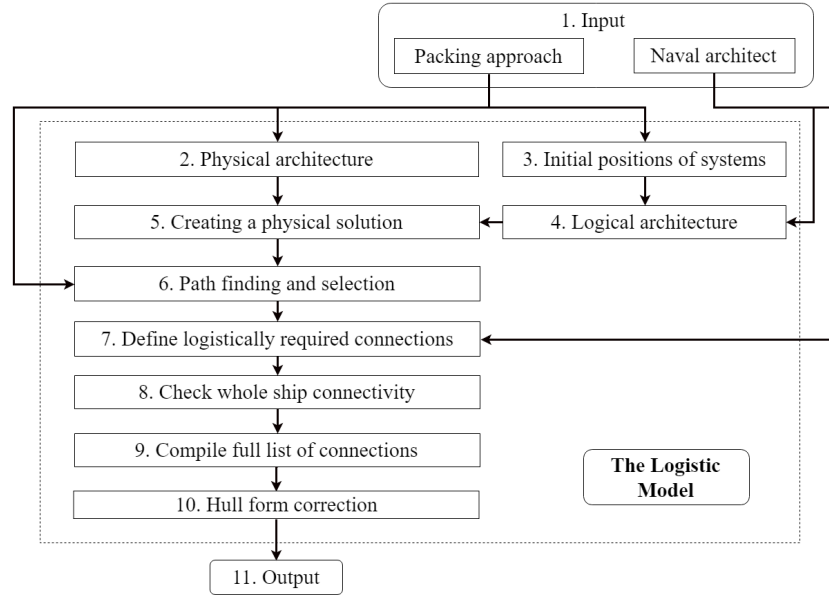 1. Input
Packing approach
Naval architect
2. Physical architecture
3. Initial positions of systems
5. Creating a physical solution
4. Logical architecture
6. Path finding and selection
7. Define logistically required connections
8. Check whole ship connectivity
9. Compile full list of connections
The Logistic
Model
10. Hull form correction
11. Output